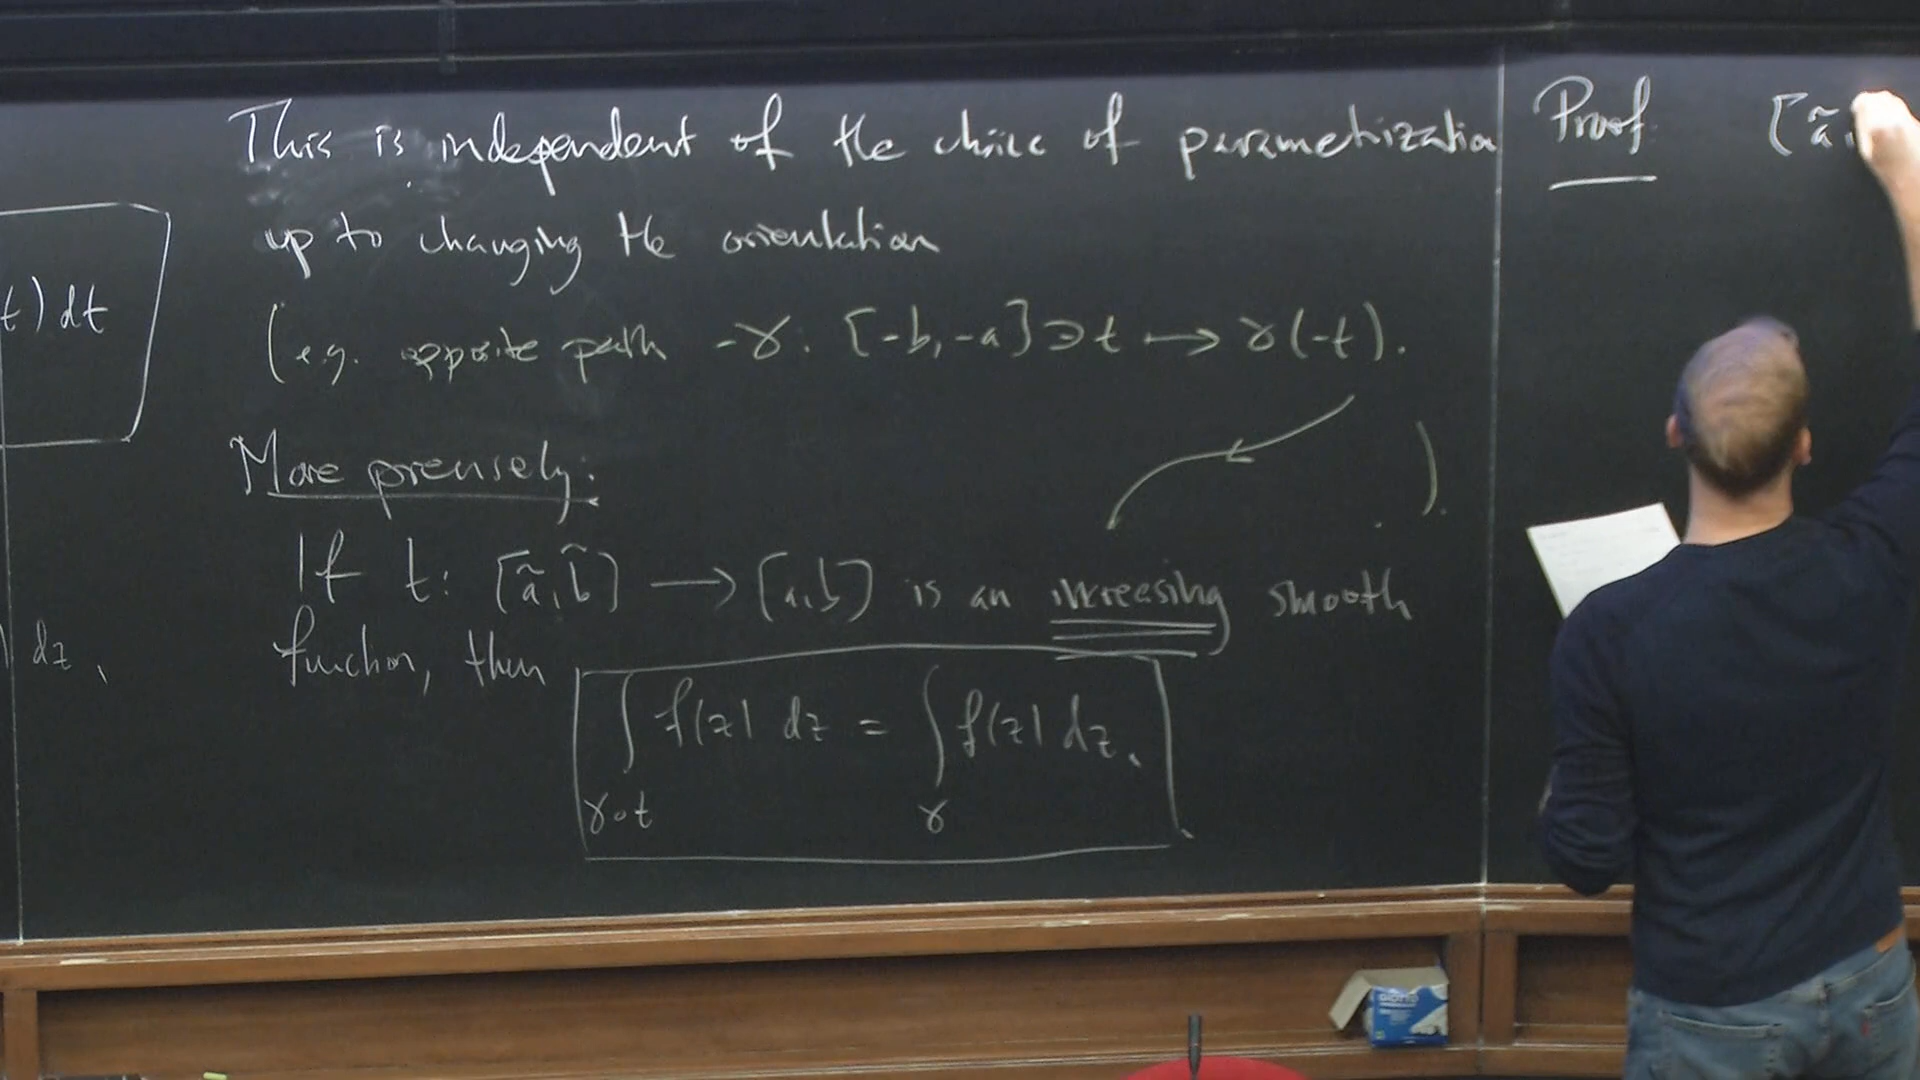 This is independent of the choice of parametrization
up to changing the orientation
(e.g. opposite path -γ: [-b,-a]∋t ⟶ γ(-t).
)
More precisely:
If t: [ã,b̃] ⟶ [a,b] is an increasing smooth
function, then
∫ f(z) dz = ∫ f(z) dz.
γ∘t γ
t) dt
) dz,
Proof [ã,